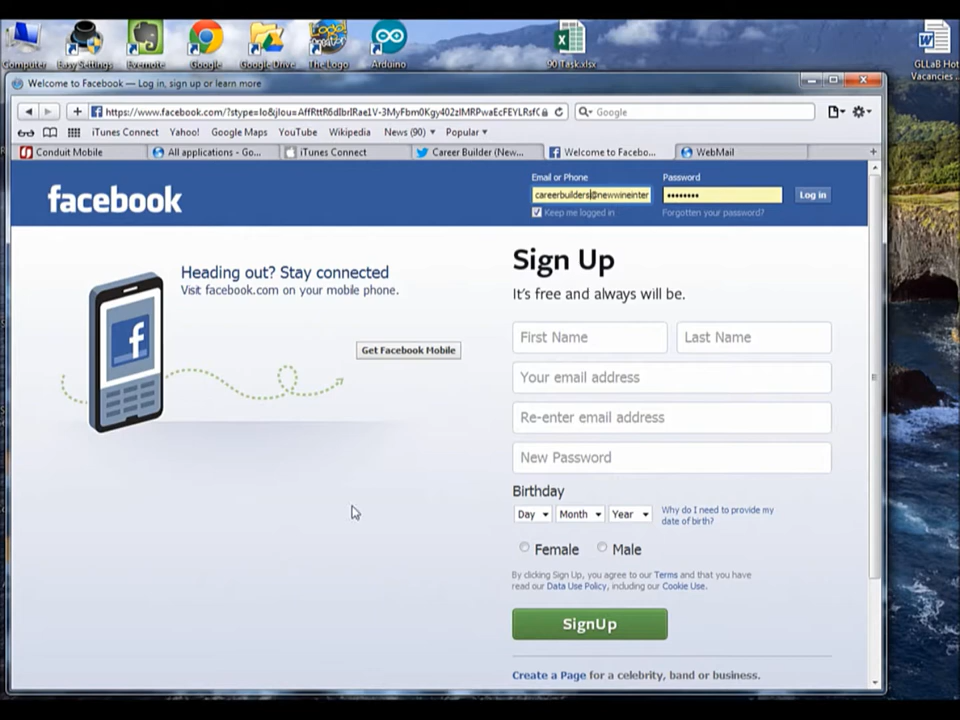 Computer
Easy Settings
Evernote
Google
Google Drive
The Logo
Arduino
90 iTask.xlsx
GLLaB Hot
Vacancies
Welcome to Facebook — Log in, sign up or learn more
Google
iTunes Connect
Yahoo!
Google Maps
YouTube
Wikipedia
News (90)
Popular
Conduit Mobile
All applications - Go...
iTunes Connect
Career Builder (New...
Welcome to Facebo...
WebMail
facebook
Email or Phone
Password
careerbuilders@newwineinter
••••••••
Log in
Keep me logged in
Forgotten your password?
Heading out? Stay connected
Visit facebook.com on your mobile phone.
Get Facebook Mobile
Sign Up
It's free and always will be.
First Name
Last Name
Your email address
Re-enter email address
New Password
Birthday
Day
Month
Year
Why do I need to provide my
date of birth?
Female
Male
By clicking Sign Up, you agree to our Terms and that you have
read our Data Use Policy, including our Cookie Use.
SignUp
Create a Page for a celebrity, band or business.